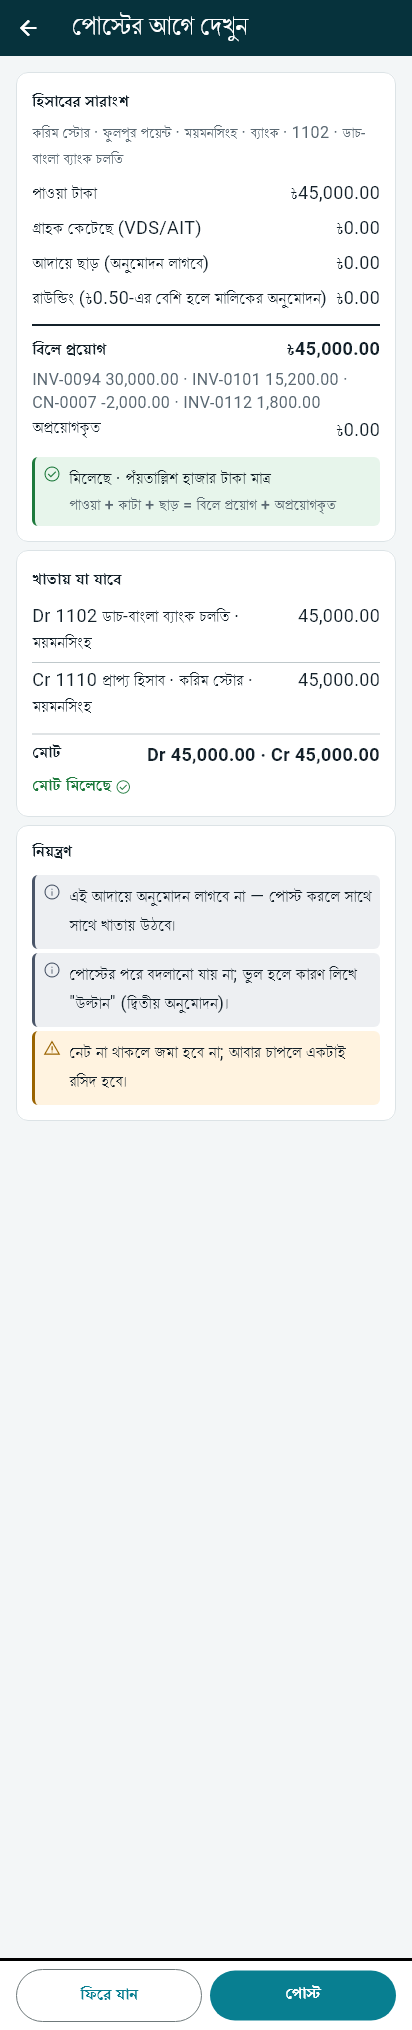 পোস্টের আগে দেখুন
হিসাবের সারাংশ
করিম স্টোর · ফুলপুর পয়েন্ট · ময়মনসিংহ · ব্যাংক · 1102 · ডাচ-
বাংলা ব্যাংক চলতি
পাওয়া টাকা ৳45,000.00
গ্রাহক কেটেছে (VDS/AIT) ৳0.00
আদায়ে ছাড় (অনুমোদন লাগবে) ৳0.00
রাউন্ডিং (৳0.50-এর বেশি হলে মালিকের অনুমোদন) ৳0.00
বিলে প্রয়োগ ৳45,000.00
INV-0094 30,000.00 · INV-0101 15,200.00 ·
CN-0007 -2,000.00 · INV-0112 1,800.00
অপ্রয়োগকৃত ৳0.00
মিলেছে · পঁয়তাল্লিশ হাজার টাকা মাত্র
পাওয়া + কাটা + ছাড় = বিলে প্রয়োগ + অপ্রয়োগকৃত
খাতায় যা যাবে
Dr 1102 ডাচ-বাংলা ব্যাংক চলতি · 45,000.00
ময়মনসিংহ
Cr 1110 প্রাপ্য হিসাব · করিম স্টোর · 45,000.00
ময়মনসিংহ
মোট Dr 45,000.00 · Cr 45,000.00
মোট মিলেছে
নিয়ন্ত্রণ
এই আদায়ে অনুমোদন লাগবে না — পোস্ট করলে সাথে
সাথে খাতায় উঠবে।
পোস্টের পরে বদলানো যায় না; ভুল হলে কারণ লিখে
"উল্টান" (দ্বিতীয় অনুমোদন)।
নেট না থাকলে জমা হবে না; আবার চাপলে একটাই
রসিদ হবে।
ফিরে যান
পোস্ট